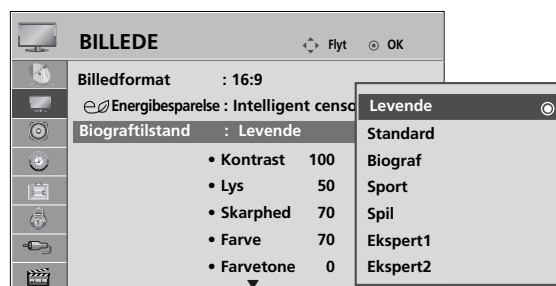 BILLEDE
Flyt
OK
Billedformat : 16:9
Energibesparelse : Intelligent censo
Biograftilstand : Levende
• Kontrast 100
• Lys 50
• Skarphed 70
• Farve 70
• Farvetone 0
Levende
Standard
Biograf
Sport
Spil
Ekspert1
Ekspert2